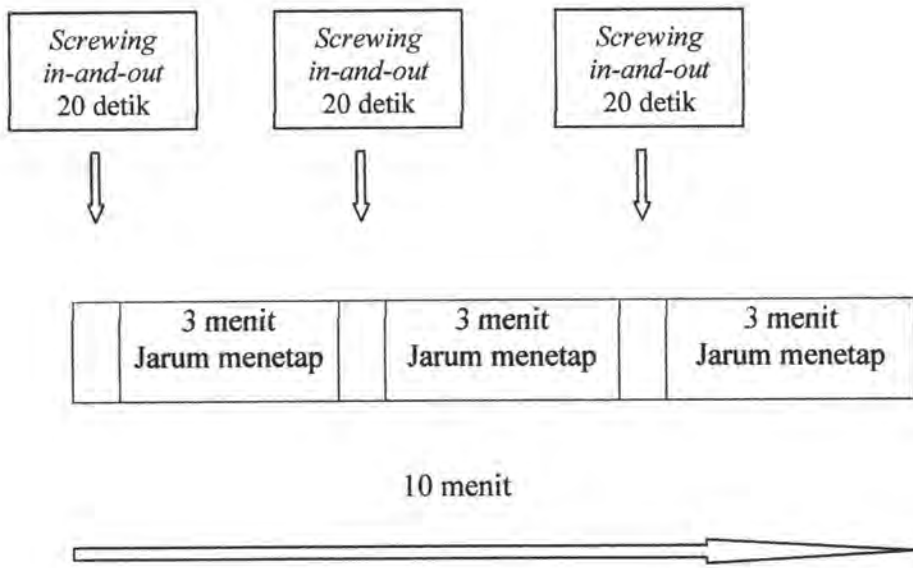 Screwing
in-and-out
20 detik
Screwing
in-and-out
20 detik
Screwing
in-and-out
20 detik
3 menit
Jarum menetap
3 menit
Jarum menetap
3 menit
Jarum menetap
10 menit